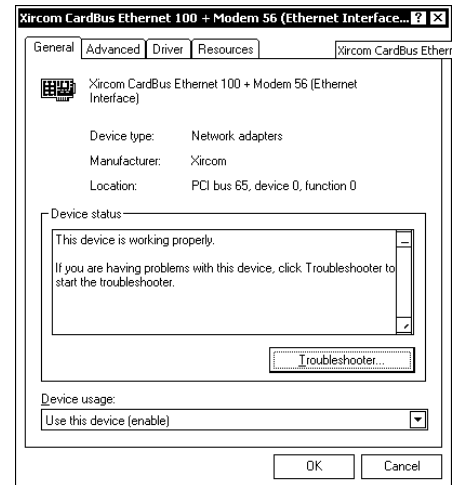 Xircom CardBus Ethernet 100 + Modem 56 (Ethernet Interface... ? X
General Advanced Driver Resources Xircom CardBus Ether
Xircom CardBus Ethernet 100 + Modem 56 (Ethernet
Interface)
Device type: Network adapters
Manufacturer: Xircom
Location: PCI bus 65, device 0, function 0
Device status
This device is working properly.
If you are having problems with this device, click Troubleshooter to
start the troubleshooter.
Troubleshooter...
Device usage:
Use this device (enable)
OK Cancel